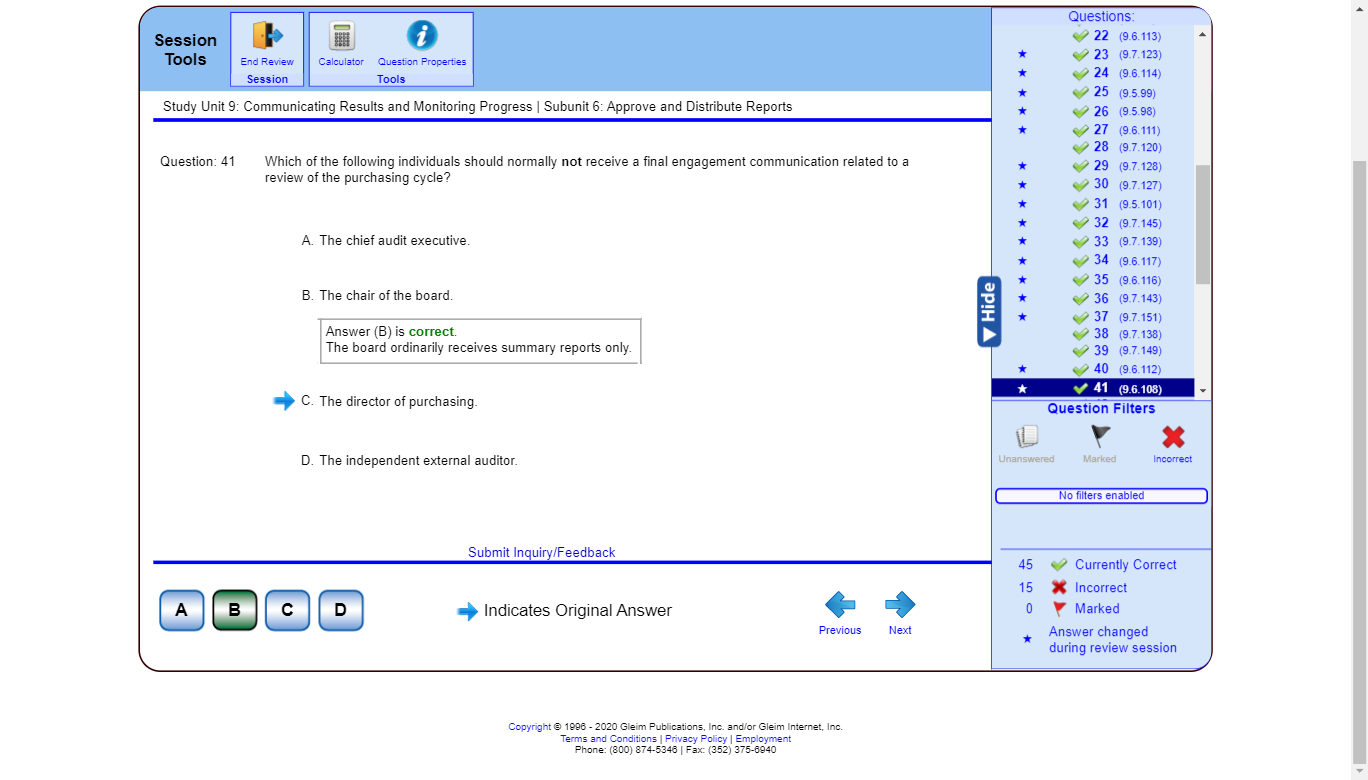 Session
Tools
End Review
Session
Calculator
Question Properties
Tools
Study Unit 9: Communicating Results and Monitoring Progress | Subunit 6: Approve and Distribute Reports
Question: 41
Which of the following individuals should normally not receive a final engagement communication related to a
review of the purchasing cycle?
A. The chief audit executive.
B. The chair of the board.
Answer (B) is correct.
The board ordinarily receives summary reports only.
C. The director of purchasing.
D. The independent external auditor.
Submit Inquiry/Feedback
A
B
C
D
Indicates Original Answer
Previous
Next
Questions:
22 (9.6.113)
23 (9.7.123)
24 (9.6.114)
25 (9.5.99)
26 (9.5.98)
27 (9.6.111)
28 (9.7.120)
29 (9.7.128)
30 (9.7.127)
31 (9.5.101)
32 (9.7.145)
33 (9.7.139)
34 (9.6.117)
35 (9.6.116)
36 (9.7.143)
37 (9.7.151)
38 (9.7.138)
39 (9.7.149)
40 (9.6.112)
41 (9.6.108)
Hide
Question Filters
Unanswered
Marked
Incorrect
No filters enabled
45 Currently Correct
15 Incorrect
0 Marked
Answer changed
during review session
Copyright © 1996 - 2020 Gleim Publications, Inc. and/or Gleim Internet, Inc.
Terms and Conditions | Privacy Policy | Employment
Phone: (800) 874-5346 | Fax: (352) 375-6940